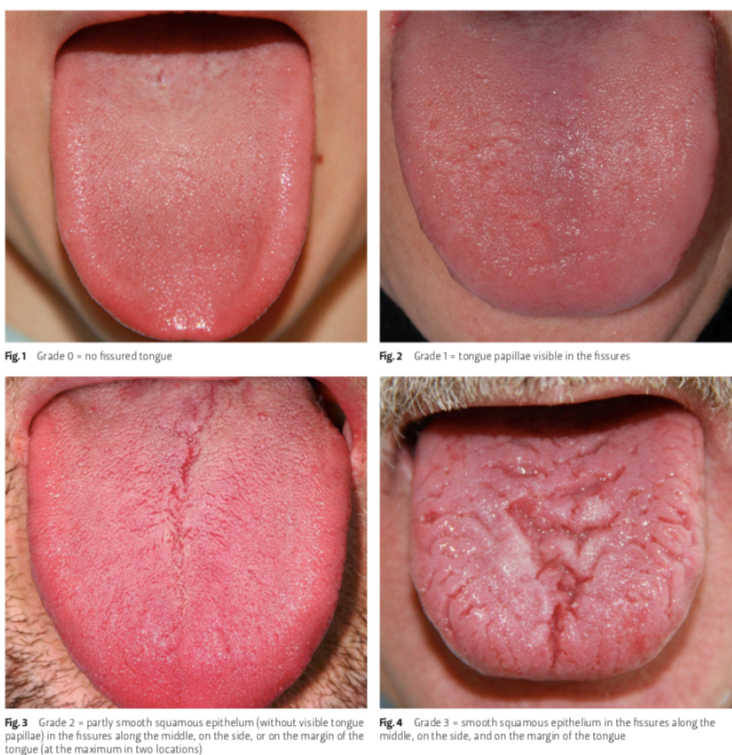 Fig.1 Grade 0 = no fissured tongue
Fig.2 Grade 1 = tongue papillae visible in the fissures
Fig.3 Grade 2 = partly smooth squamous epithelum (without visible tongue
papillae) in the fissures along the middle, on the side, or on the margin of the
tongue (at the maximum in two locations)
Fig.4 Grade 3 = smooth squamous epithelium in the fissures along the
middle, on the side, and on the margin of the tongue